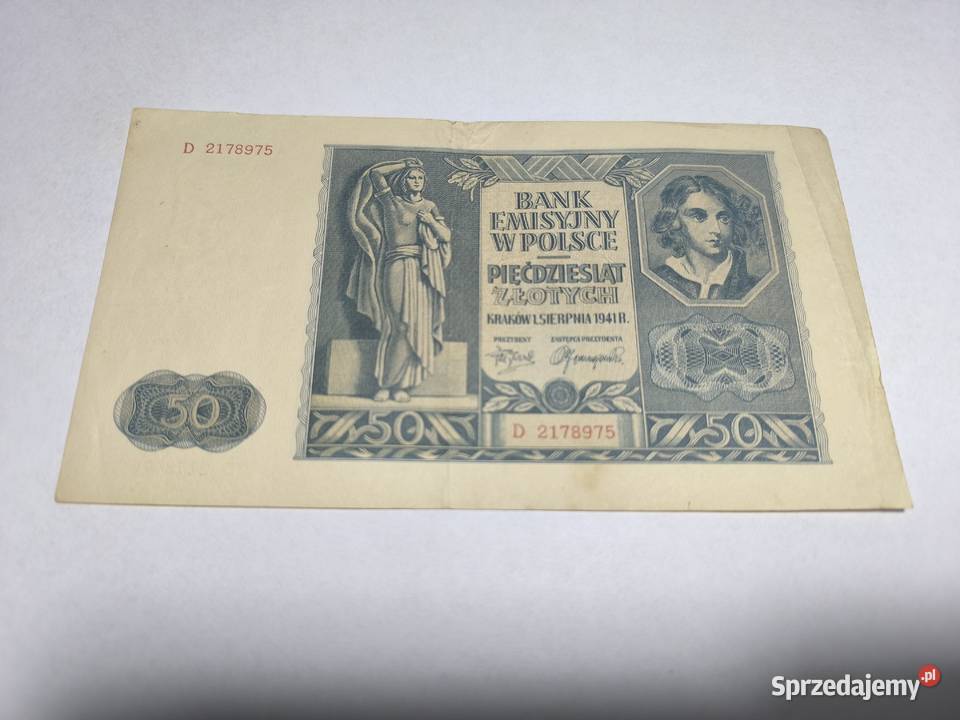 D 2178975
BANK
EMISYJNY
W POLSCE
PIĘĆDZIESIĄT
ZŁOTYCH
KRAKÓW 1. SIERPNIA 1941 R.
PREZYDENT ZASTĘPCA PREZYDENTA
50
50
D 2178975
50
Sprzedajemy.pl